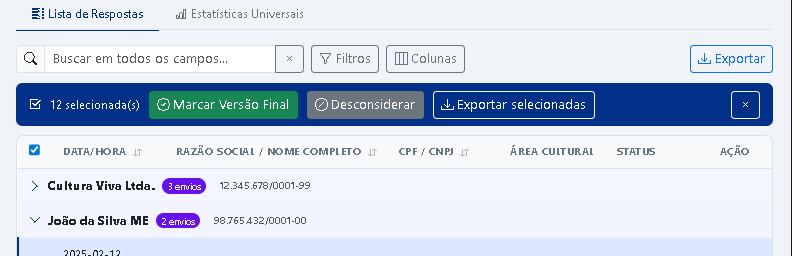 Lista de Respostas Estatísticas Universais
Buscar em todos os campos... × Filtros Colunas Exportar
12 selecionada(s) Marcar Versão Final Desconsiderar Exportar selecionadas ×
DATA/HORA RAZÃO SOCIAL / NOME COMPLETO CPF / CNPJ ÁREA CULTURAL STATUS AÇÃO
Cultura Viva Ltda. 3 envios 12.345.678/0001-99
João da Silva ME 2 envios 98.765.432/0001-00
2025-02-12